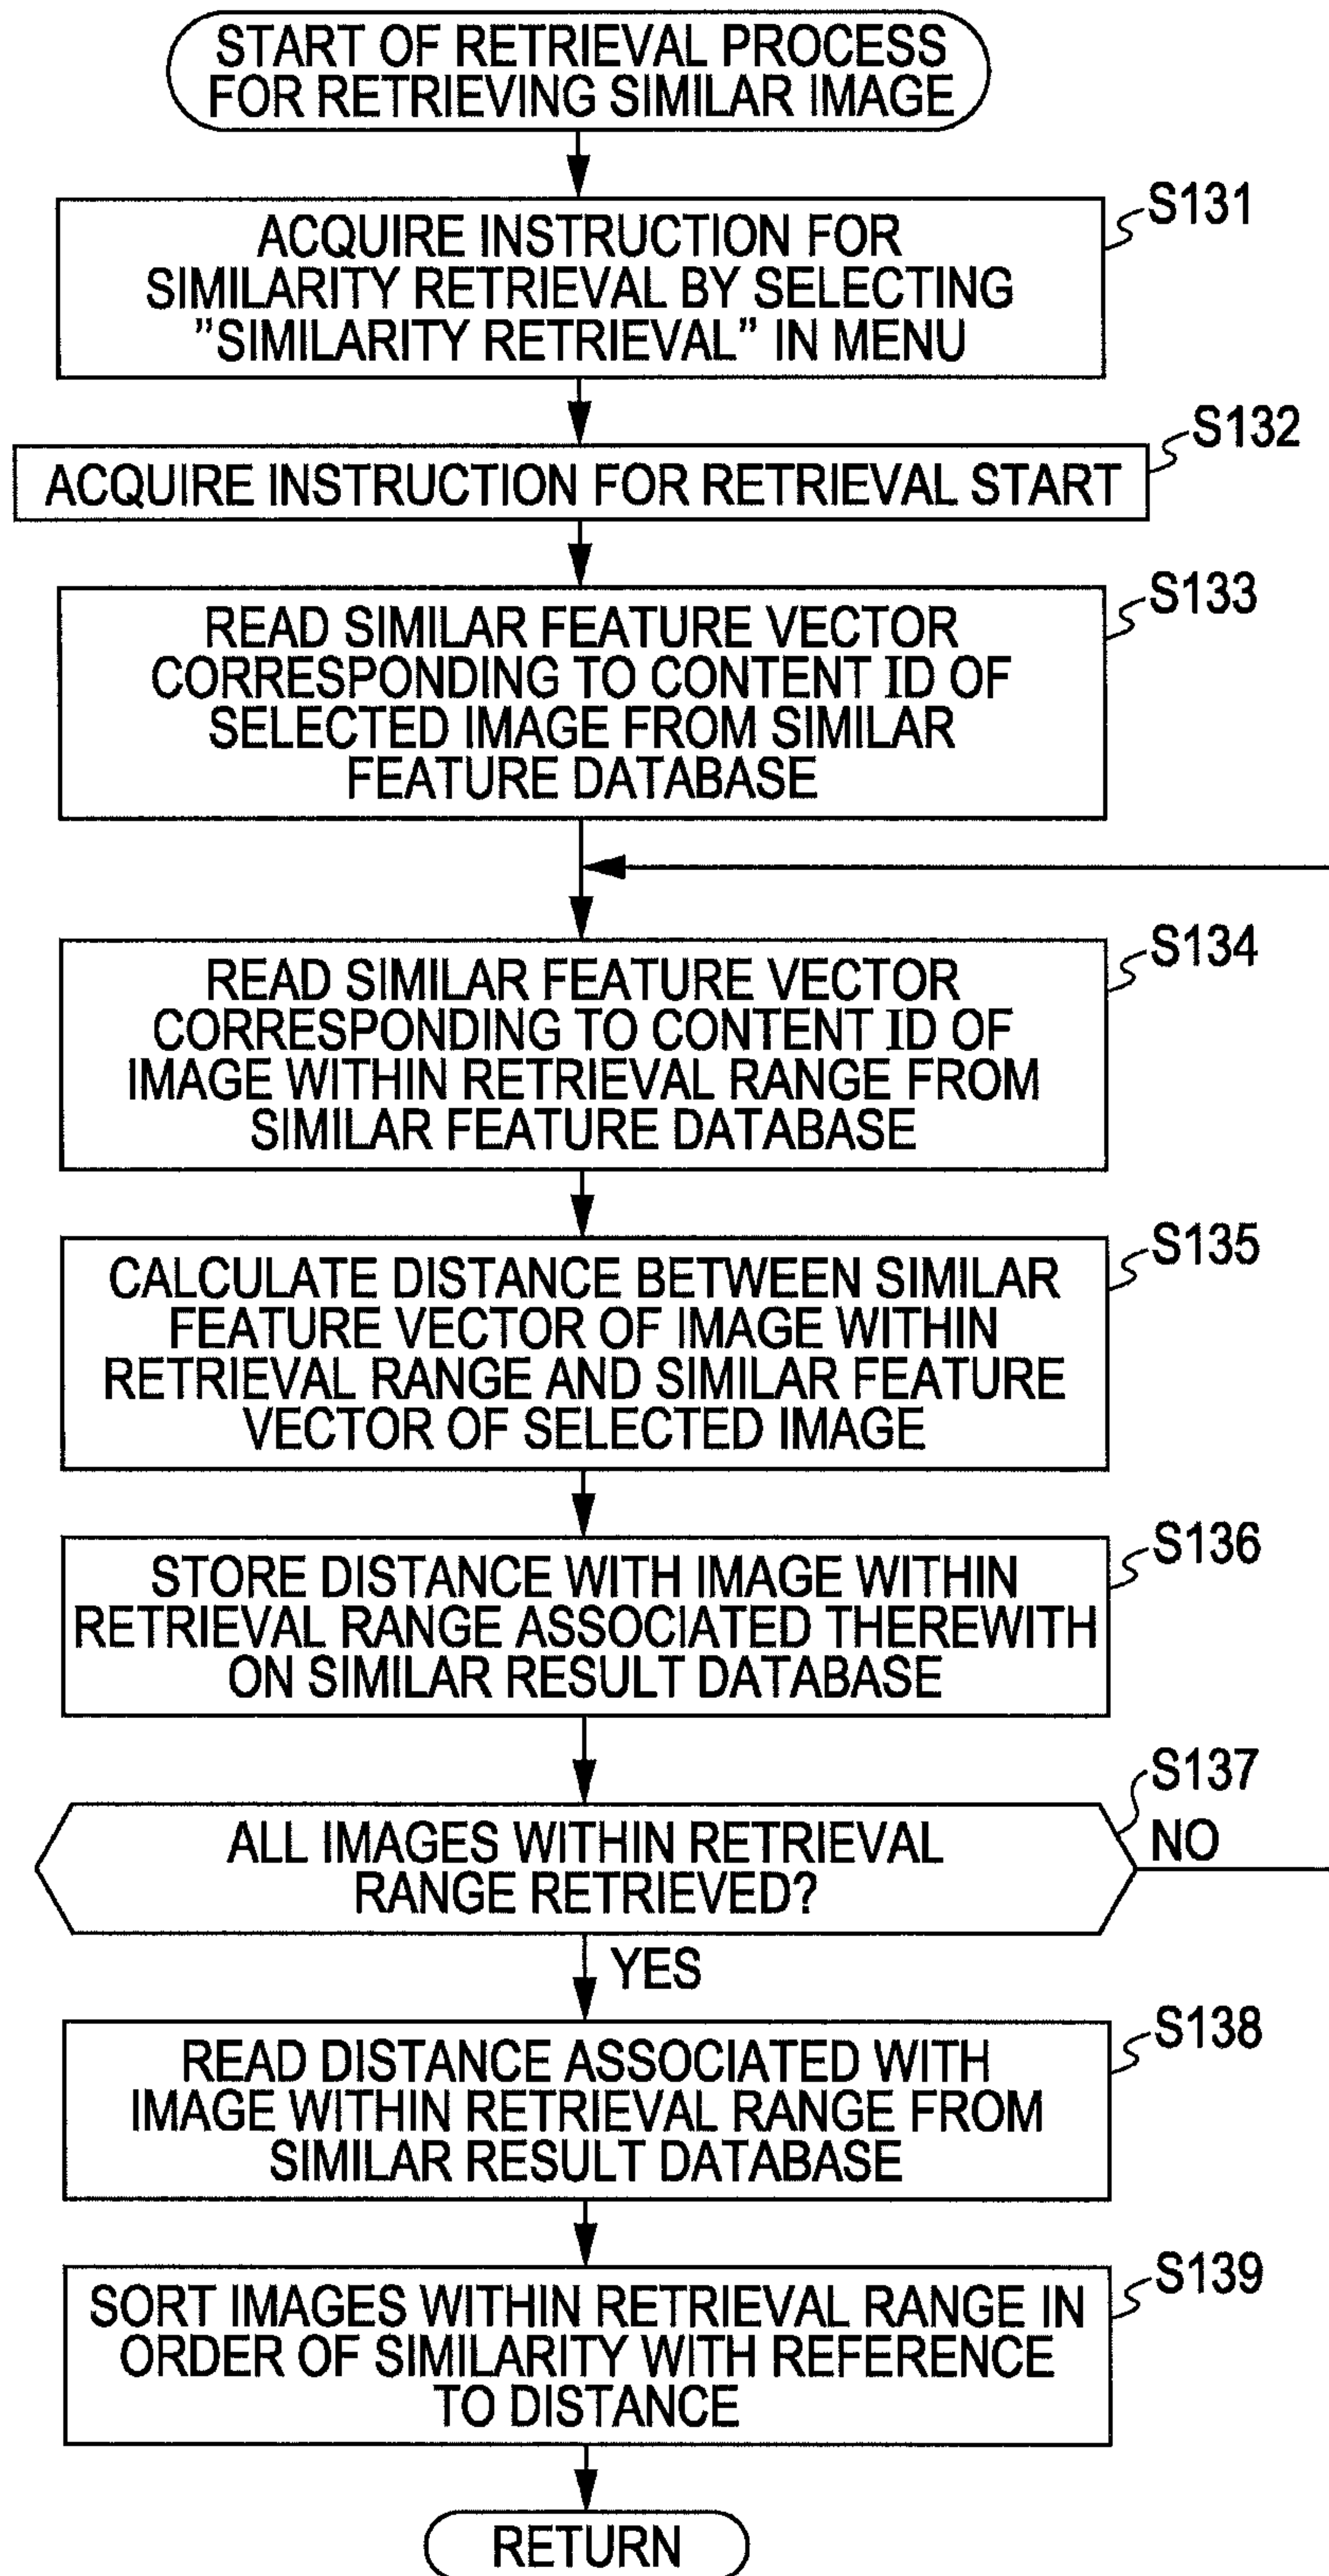 START OF RETRIEVAL PROCESS
FOR RETRIEVING SIMILAR IMAGE
S131
ACQUIRE INSTRUCTION FOR
SIMILARITY RETRIEVAL BY SELECTING
"SIMILARITY RETRIEVAL" IN MENU
S132
ACQUIRE INSTRUCTION FOR RETRIEVAL START
S133
READ SIMILAR FEATURE VECTOR
CORRESPONDING TO CONTENT ID OF
SELECTED IMAGE FROM SIMILAR
FEATURE DATABASE
S134
READ SIMILAR FEATURE VECTOR
CORRESPONDING TO CONTENT ID OF
IMAGE WITHIN RETRIEVAL RANGE FROM
SIMILAR FEATURE DATABASE
S135
CALCULATE DISTANCE BETWEEN SIMILAR
FEATURE VECTOR OF IMAGE WITHIN
RETRIEVAL RANGE AND SIMILAR FEATURE
VECTOR OF SELECTED IMAGE
S136
STORE DISTANCE WITH IMAGE WITHIN
RETRIEVAL RANGE ASSOCIATED THEREWITH
ON SIMILAR RESULT DATABASE
S137
ALL IMAGES WITHIN RETRIEVAL
RANGE RETRIEVED?
NO
YES
S138
READ DISTANCE ASSOCIATED WITH
IMAGE WITHIN RETRIEVAL RANGE FROM
SIMILAR RESULT DATABASE
S139
SORT IMAGES WITHIN RETRIEVAL RANGE IN
ORDER OF SIMILARITY WITH REFERENCE
TO DISTANCE
RETURN